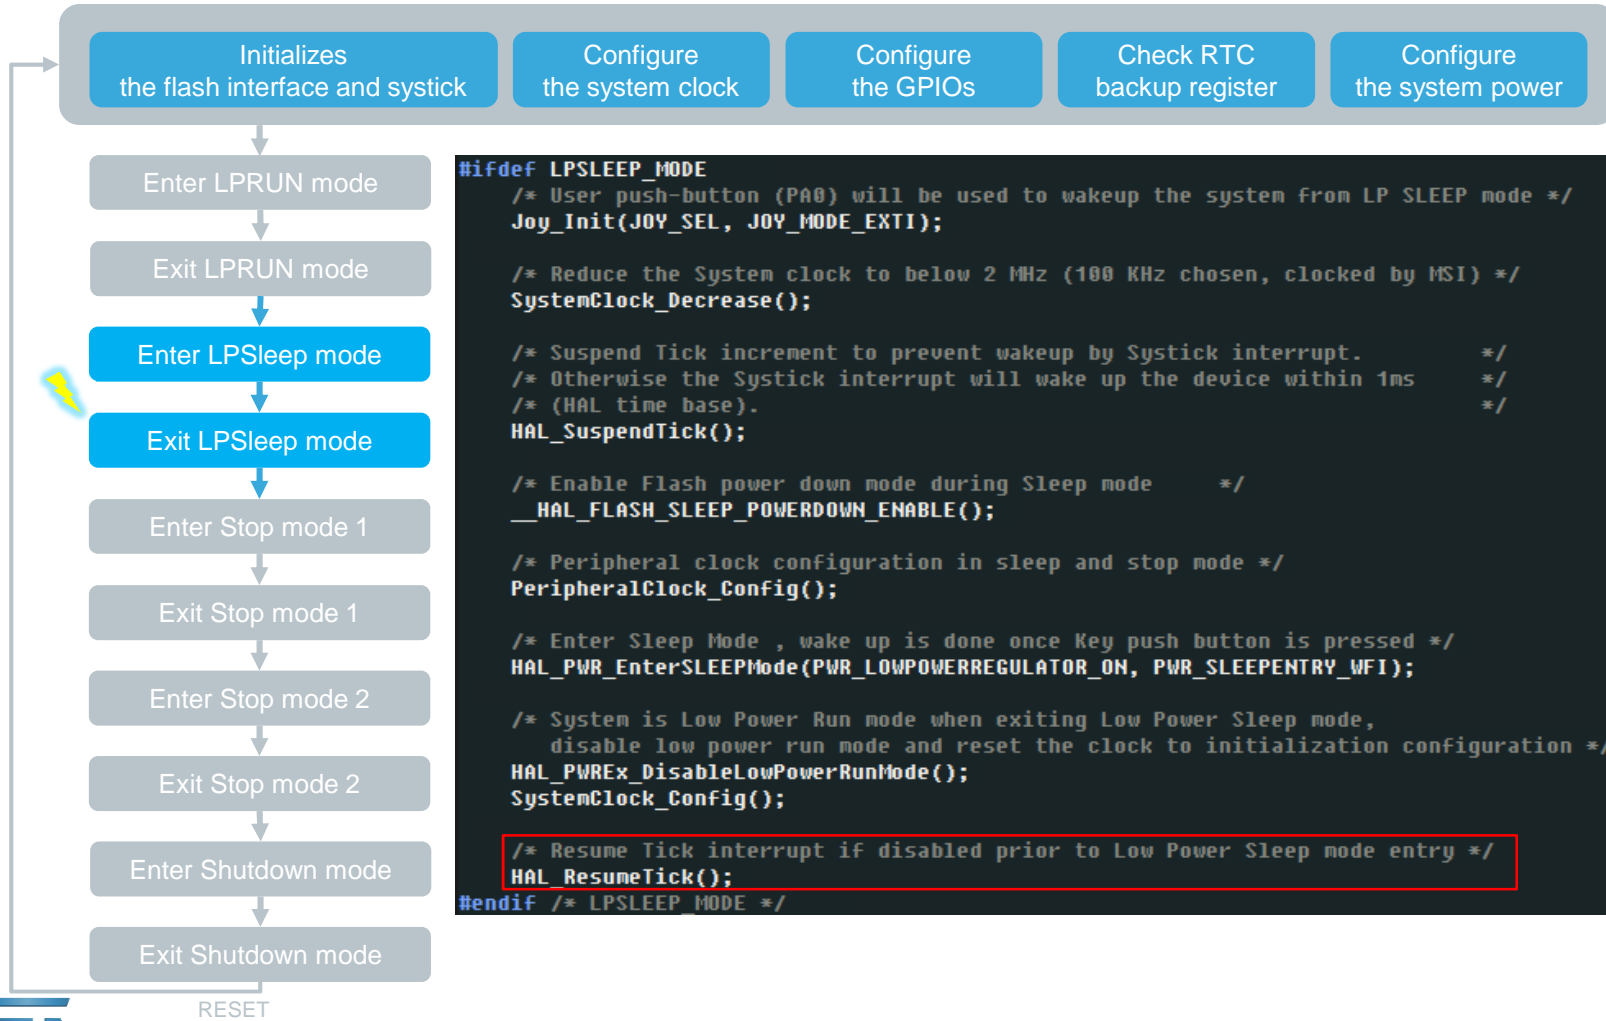 Initializes
the flash interface and systick
Configure
the system clock
Configure
the GPIOs
Check RTC
backup register
Configure
the system power
Enter LPRUN mode
Exit LPRUN mode
Enter LPSleep mode
Exit LPSleep mode
Enter Stop mode 1
Exit Stop mode 1
Enter Stop mode 2
Exit Stop mode 2
Enter Shutdown mode
Exit Shutdown mode
RESET
#ifdef LPSLEEP_MODE
/* User push-button (PA0) will be used to wakeup the system from LP SLEEP mode */
Joy_Init(JOY_SEL, JOY_MODE_EXTI);
/* Reduce the System clock to below 2 MHz (100 KHz chosen, clocked by MSI) */
SystemClock_Decrease();
/* Suspend Tick increment to prevent wakeup by Systick interrupt. */
/* Otherwise the Systick interrupt will wake up the device within 1ms */
/* (HAL time base). */
HAL_SuspendTick();
/* Enable Flash power down mode during Sleep mode */
__HAL_FLASH_SLEEP_POWERDOWN_ENABLE();
/* Peripheral clock configuration in sleep and stop mode */
PeripheralClock_Config();
/* Enter Sleep Mode , wake up is done once Key push button is pressed */
HAL_PWR_EnterSLEEPMode(PWR_LOWPOWERREGULATOR_ON, PWR_SLEEPENTRY_WFI);
/* System is Low Power Run mode when exiting Low Power Sleep mode,
disable low power run mode and reset the clock to initialization configuration */
HAL_PWREx_DisableLowPowerRunMode();
SystemClock_Config();
/* Resume Tick interrupt if disabled prior to Low Power Sleep mode entry */
HAL_ResumeTick();
#endif /* LPSLEEP_MODE */